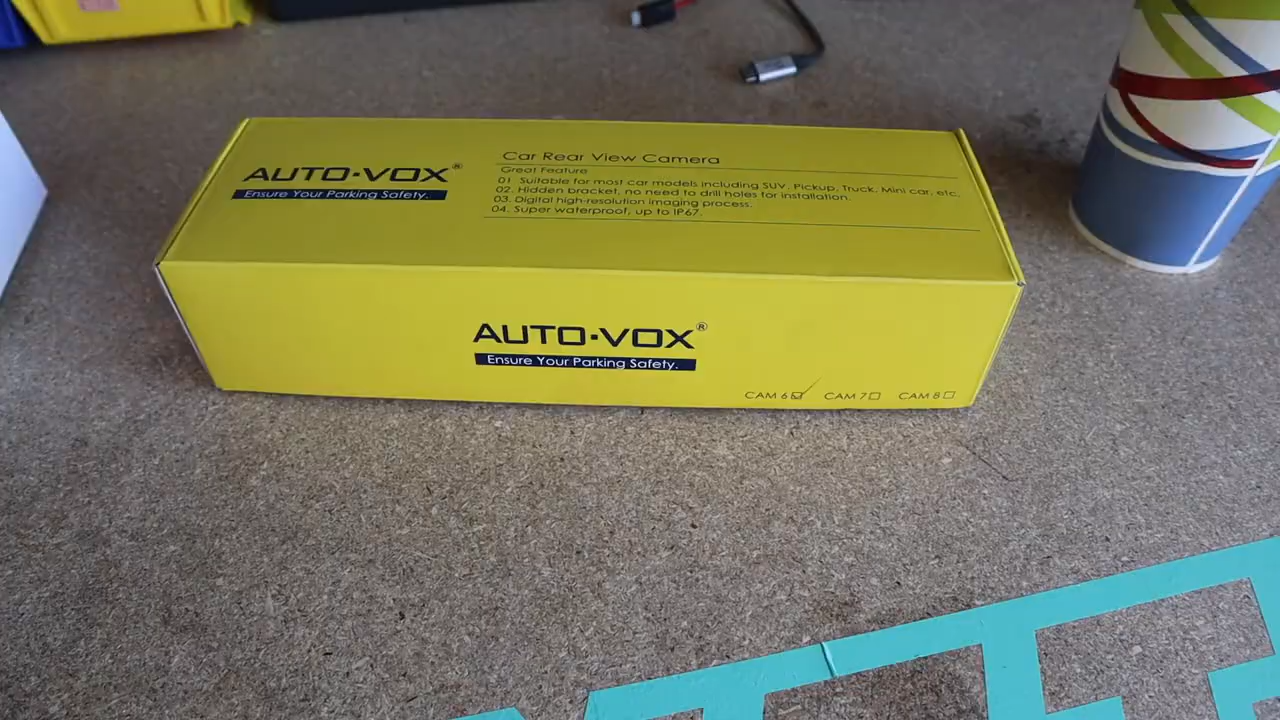 AUTO·VOX®
Ensure Your Parking Safety.
Car Rear View Camera
Great Feature
01 Suitable for most car models including SUV, Pickup, Truck, Mini car, etc.
02. Hidden bracket, no need to drill holes for installation.
03. Digital high-resolution imaging process.
04. Super waterproof, up to IP67.
AUTO·VOX®
Ensure Your Parking Safety.
CAM 6☑ CAM 7☐ CAM 8☐